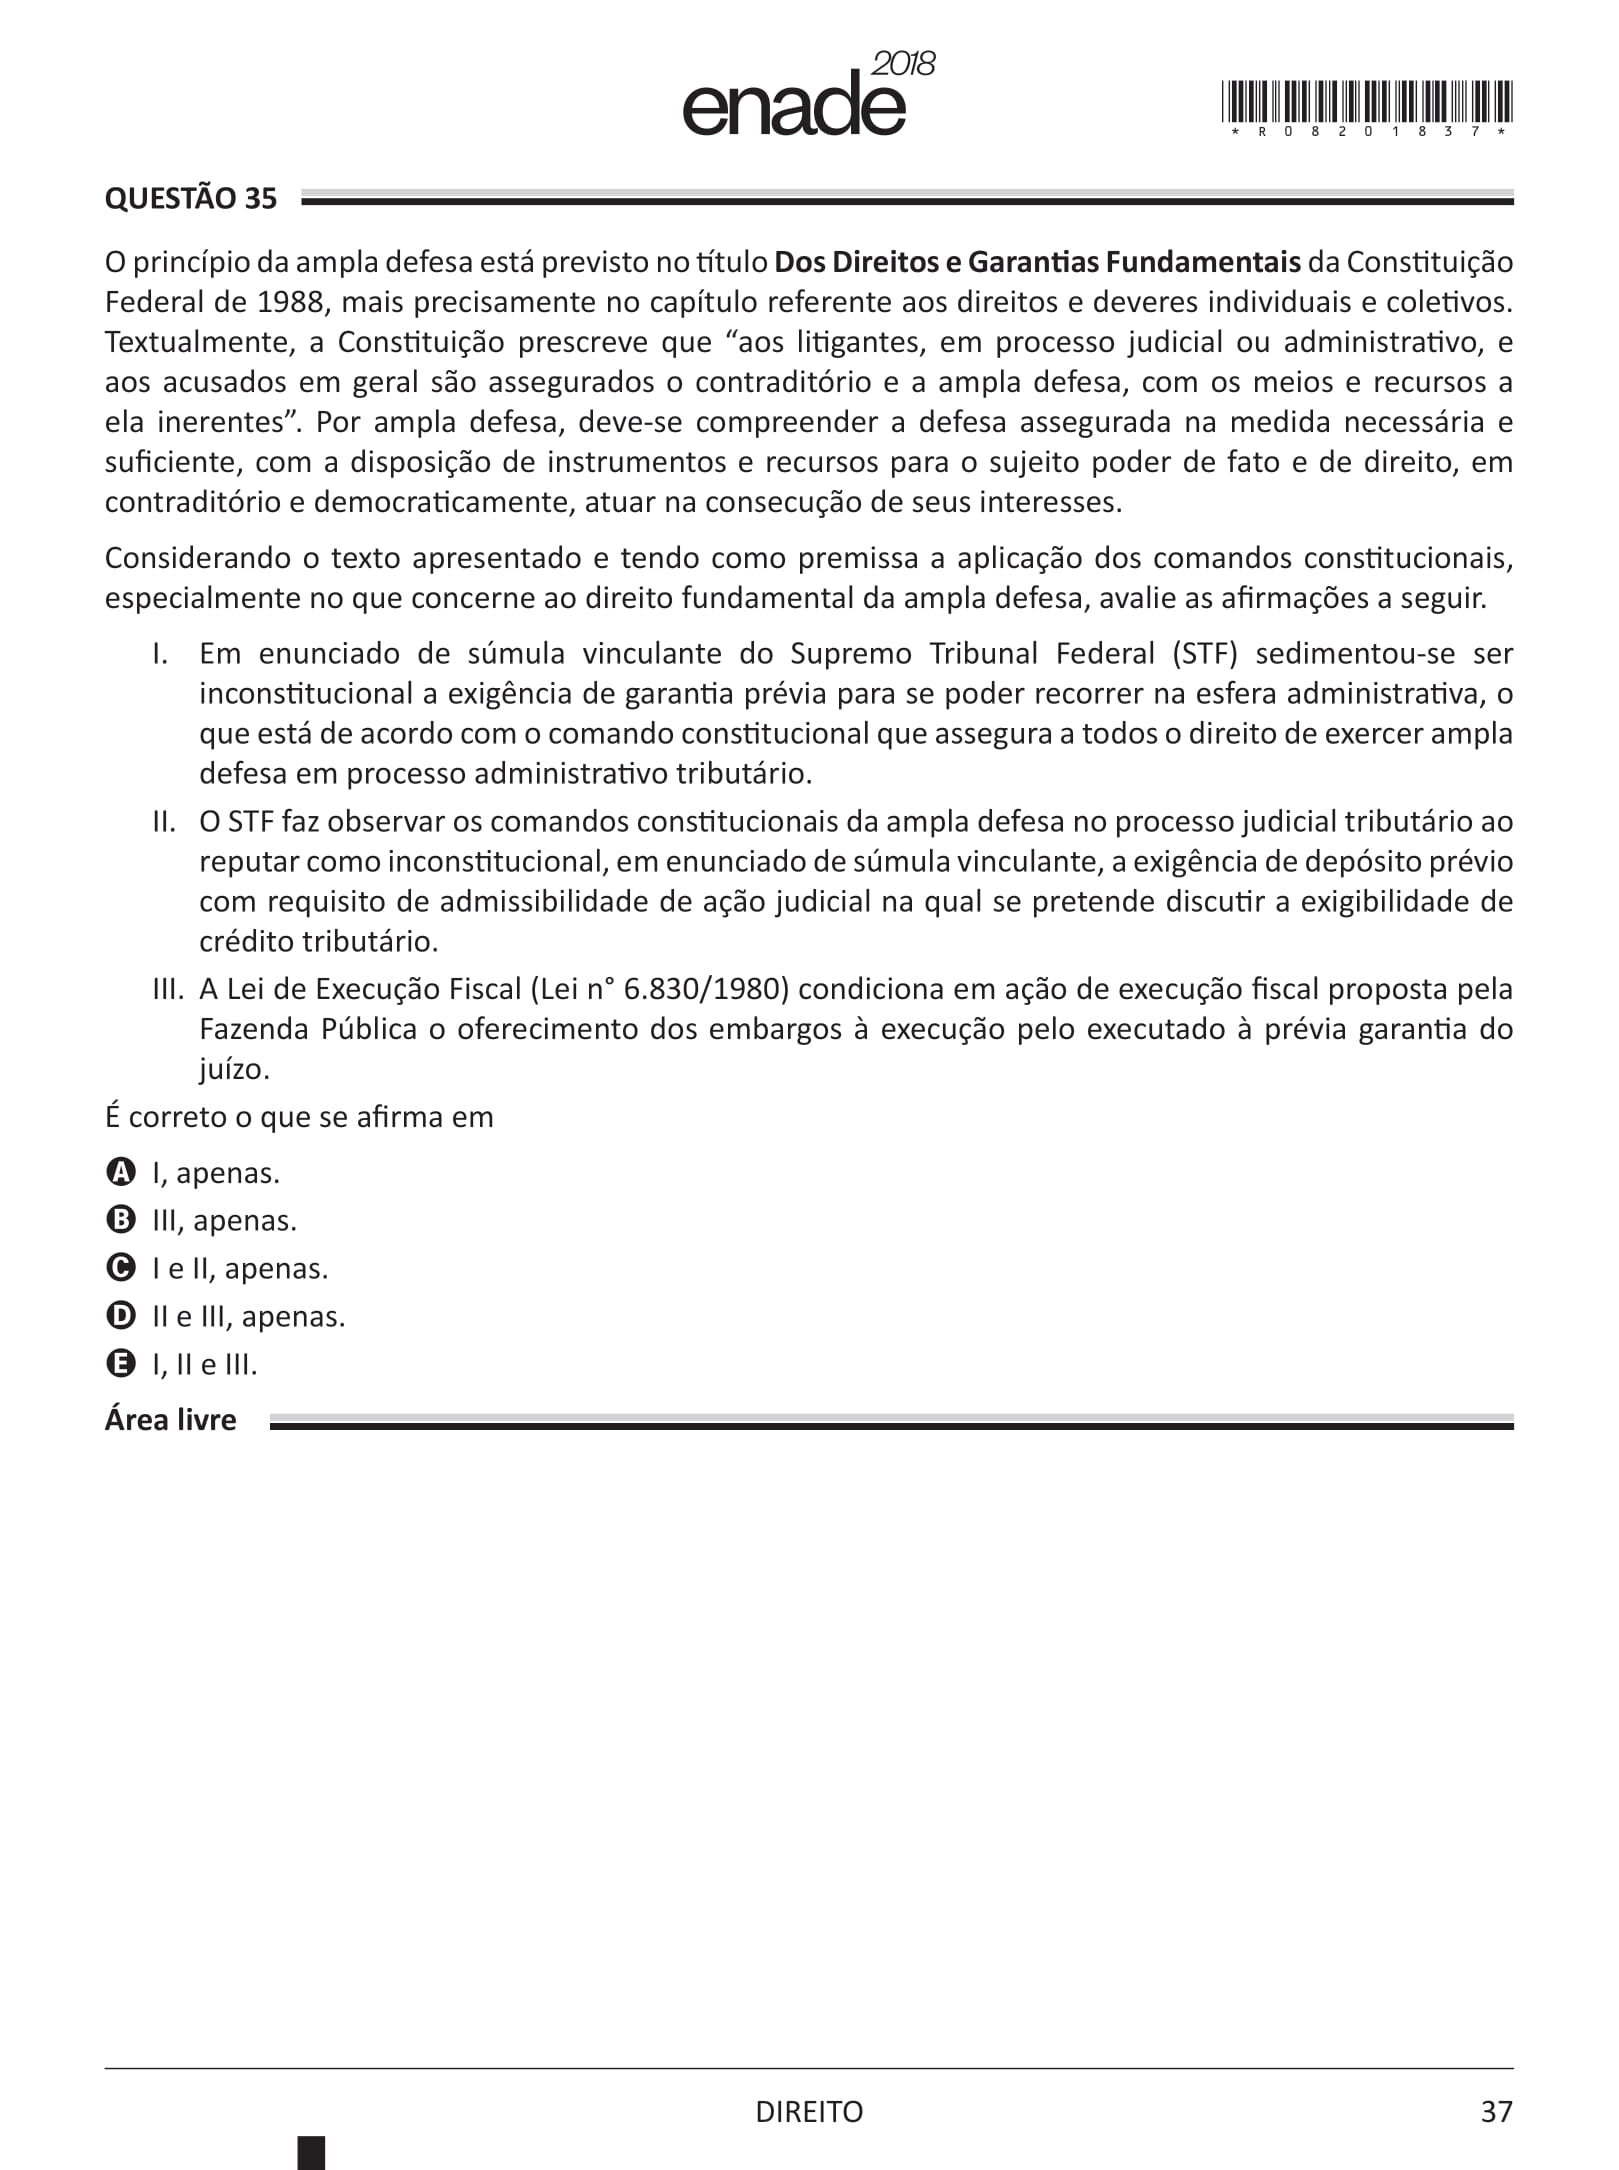 enade 2018
* R 0 8 2 0 1 8 3 7 *
QUESTÃO 35
O princípio da ampla defesa está previsto no título Dos Direitos e Garantias Fundamentais da Constituição
Federal de 1988, mais precisamente no capítulo referente aos direitos e deveres individuais e coletivos.
Textualmente, a Constituição prescreve que “aos litigantes, em processo judicial ou administrativo, e
aos acusados em geral são assegurados o contraditório e a ampla defesa, com os meios e recursos a
ela inerentes”. Por ampla defesa, deve-se compreender a defesa assegurada na medida necessária e
suficiente, com a disposição de instrumentos e recursos para o sujeito poder de fato e de direito, em
contraditório e democraticamente, atuar na consecução de seus interesses.
Considerando o texto apresentado e tendo como premissa a aplicação dos comandos constitucionais,
especialmente no que concerne ao direito fundamental da ampla defesa, avalie as afirmações a seguir.
I. Em enunciado de súmula vinculante do Supremo Tribunal Federal (STF) sedimentou-se ser
inconstitucional a exigência de garantia prévia para se poder recorrer na esfera administrativa, o
que está de acordo com o comando constitucional que assegura a todos o direito de exercer ampla
defesa em processo administrativo tributário.
II. O STF faz observar os comandos constitucionais da ampla defesa no processo judicial tributário ao
reputar como inconstitucional, em enunciado de súmula vinculante, a exigência de depósito prévio
com requisito de admissibilidade de ação judicial na qual se pretende discutir a exigibilidade de
crédito tributário.
III. A Lei de Execução Fiscal (Lei n° 6.830/1980) condiciona em ação de execução fiscal proposta pela
Fazenda Pública o oferecimento dos embargos à execução pelo executado à prévia garantia do
juízo.
É correto o que se afirma em
A I, apenas.
B III, apenas.
C I e II, apenas.
D II e III, apenas.
E I, II e III.
Área livre
DIREITO
37